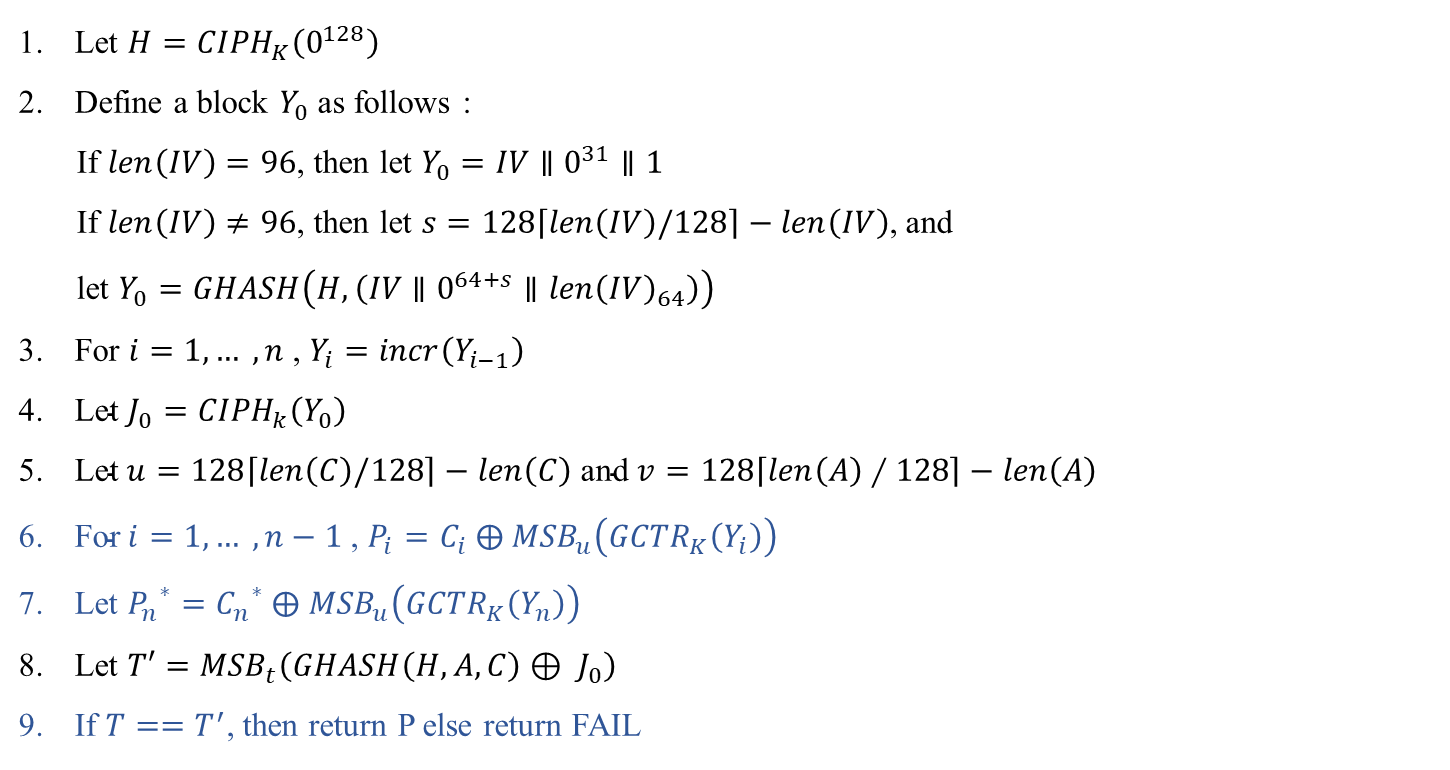 1. Let H = CIPH_K(0^128)
2. Define a block Y_0 as follows :
If len(IV) = 96, then let Y_0 = IV ∥ 0^31 ∥ 1
If len(IV) ≠ 96, then let s = 128⌈len(IV)/128⌉ − len(IV), and
let Y_0 = GHASH(H, (IV ∥ 0^{64+s} ∥ len(IV)_64))
3. For i = 1, … , n , Y_i = incr(Y_{i−1})
4. Let J_0 = CIPH_k(Y_0)
5. Let u = 128⌈len(C)/128⌉ − len(C) and v = 128⌈len(A) / 128⌉ − len(A)
6. For i = 1, … , n − 1 , P_i = C_i ⊕ MSB_u(GCTR_K(Y_i))
7. Let P_n^* = C_n^* ⊕ MSB_u(GCTR_K(Y_n))
8. Let T′ = MSB_t(GHASH(H, A, C) ⊕ J_0)
9. If T == T′, then return P else return FAIL